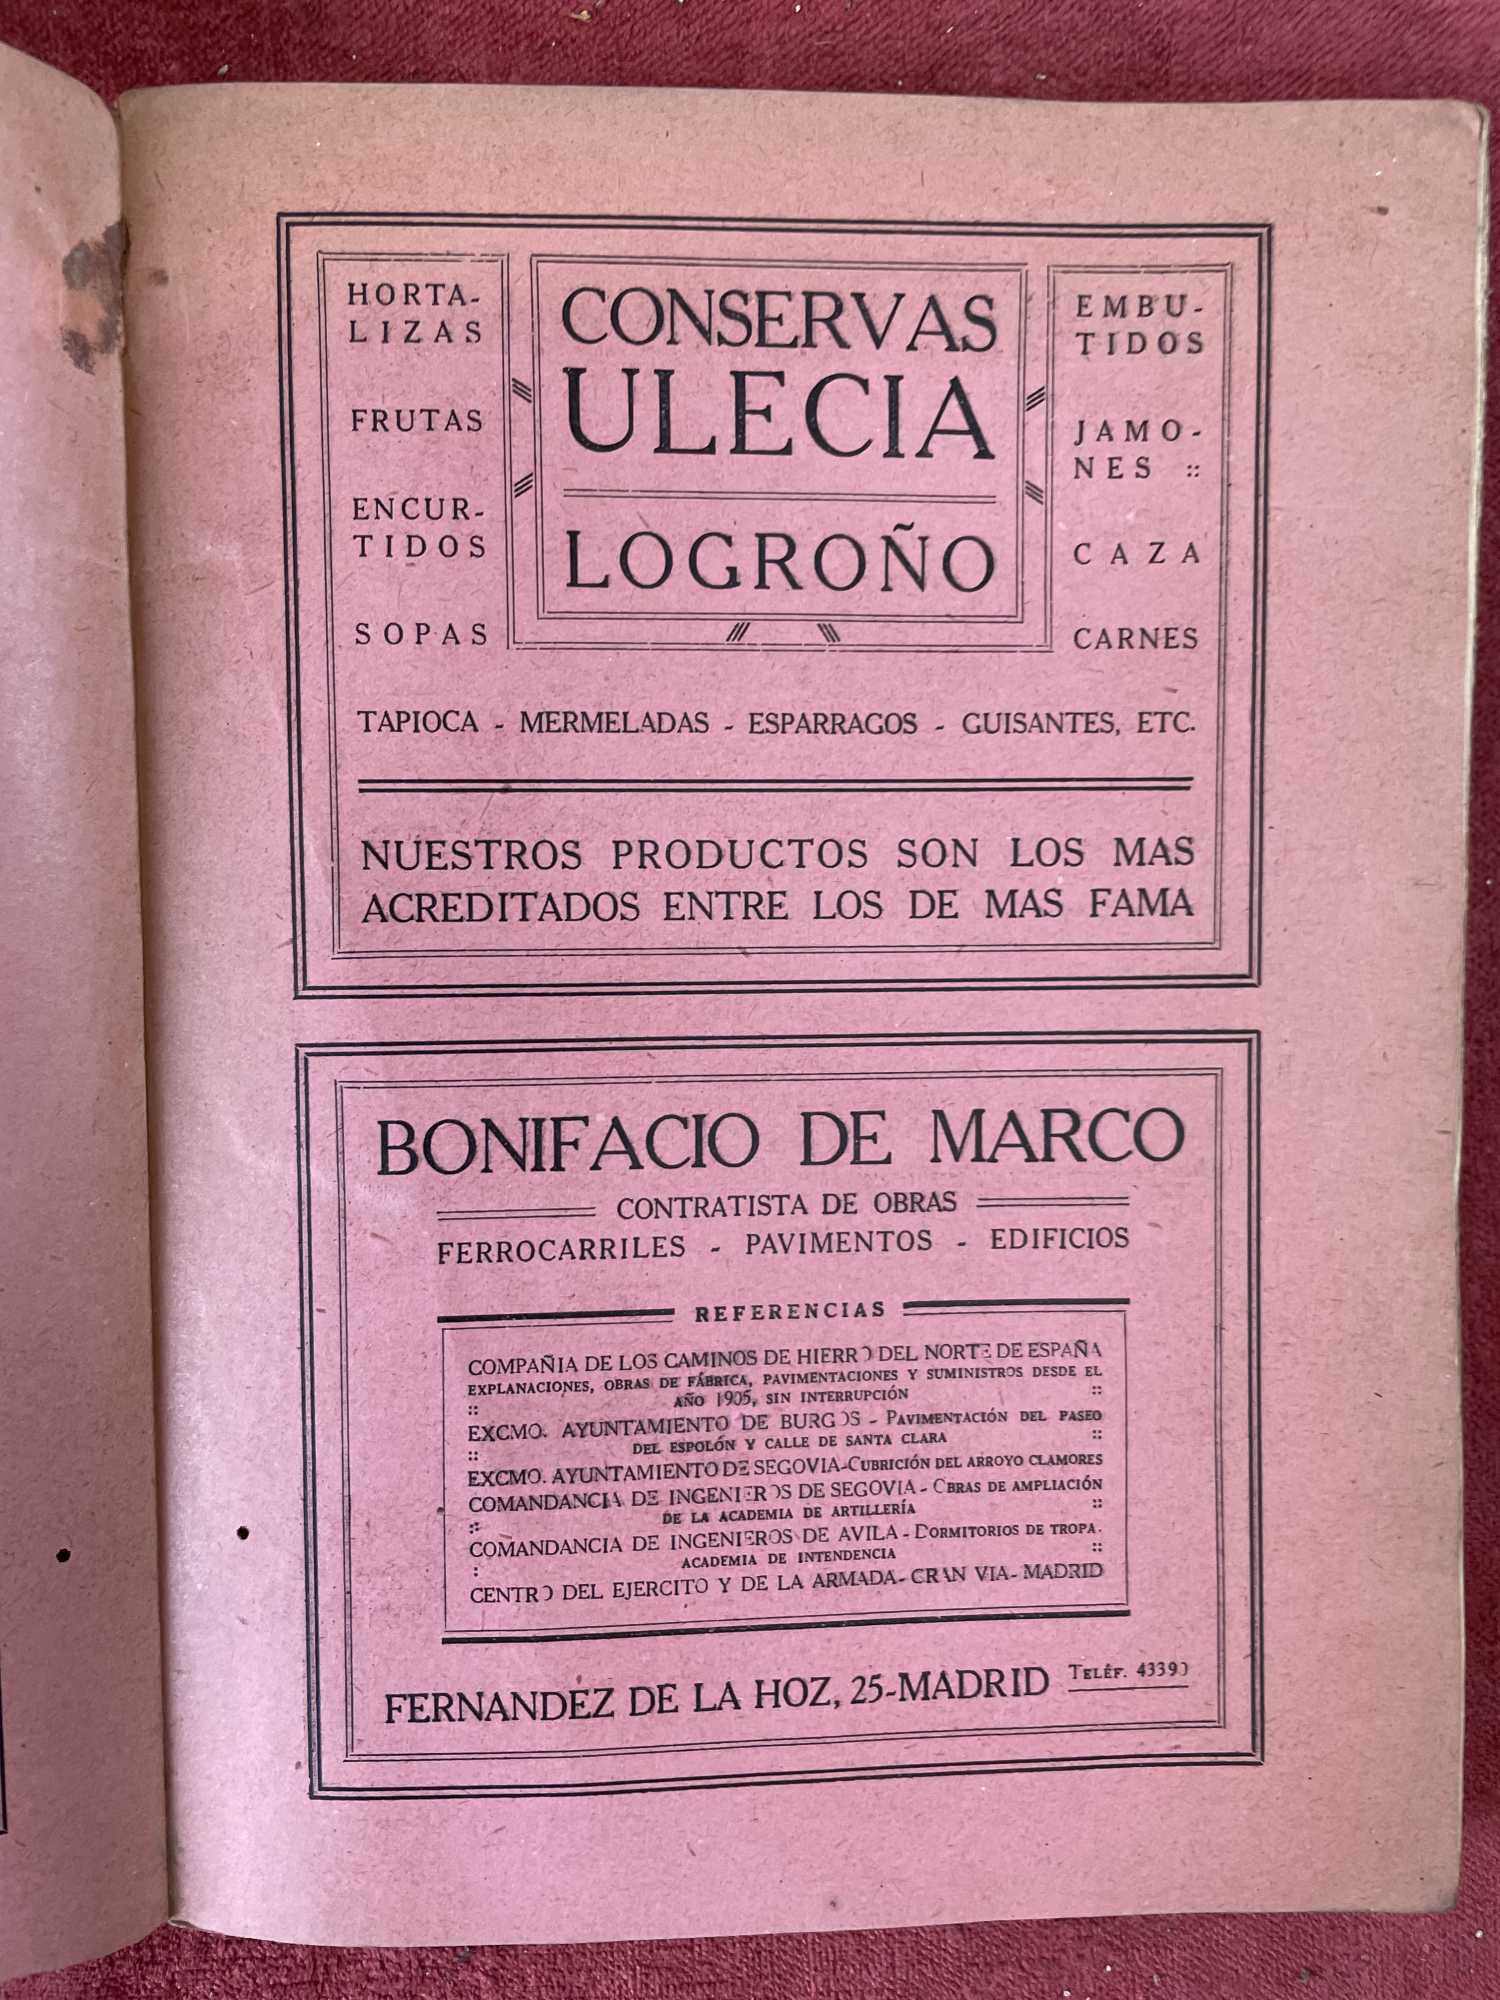 HORTA-
LIZAS
FRUTAS
ENCUR-
TIDOS
SOPAS
CONSERVAS
ULECIA
LOGROÑO
EMBU-
TIDOS
JAMO-
NES ::
CAZA
CARNES
TAPIOCA - MERMELADAS - ESPARRAGOS - GUISANTES, ETC.
NUESTROS PRODUCTOS SON LOS MAS
ACREDITADOS ENTRE LOS DE MAS FAMA
BONIFACIO DE MARCO
CONTRATISTA DE OBRAS
FERROCARRILES - PAVIMENTOS - EDIFICIOS
REFERENCIAS
COMPAÑIA DE LOS CAMINOS DE HIERRO DEL NORTE DE ESPAÑA
EXPLANACIONES, OBRAS DE FÁBRICA, PAVIMENTACIONES Y SUMINISTROS DESDE EL
:: AÑO 1905, SIN INTERRUPCIÓN ::
EXCMO. AYUNTAMIENTO DE BURGOS - PAVIMENTACIÓN DEL PASEO
:: DEL ESPOLÓN Y CALLE DE SANTA CLARA ::
EXCMO. AYUNTAMIENTO DE SEGOVIA-CUBRICIÓN DEL ARROYO CLAMORES
COMANDANCIA DE INGENIEROS DE SEGOVIA - OBRAS DE AMPLIACIÓN
:: DE LA ACADEMIA DE ARTILLERÍA ::
COMANDANCIA DE INGENIEROS DE AVILA - DORMITORIOS DE TROPA.
: ACADEMIA DE INTENDENCIA ::
CENTRO DEL EJERCITO Y DE LA ARMADA - GRAN VIA - MADRID
FERNANDEZ DE LA HOZ, 25-MADRID TELÉF. 43390